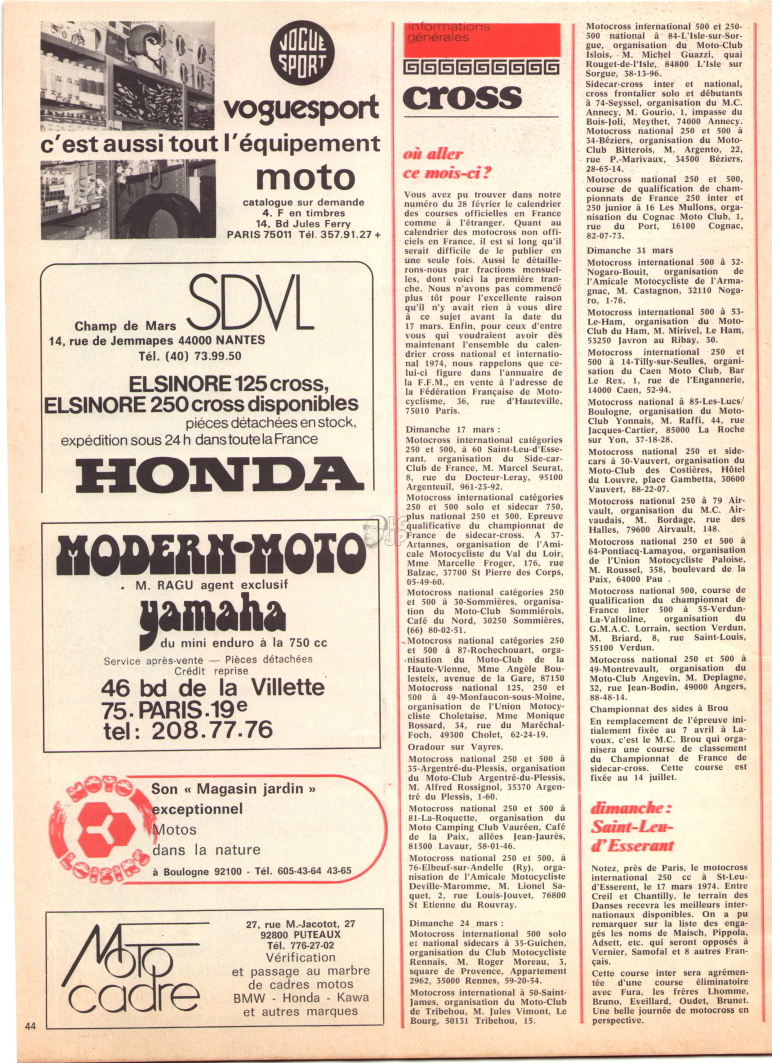 VOGUE
SPORT
voguesport
c'est aussi tout l'équipement
moto
catalogue sur demande
4. F en timbres
14, Bd Jules Ferry
PARIS 75011 Tél. 357.91.27 +
SDVL
Champ de Mars
14, rue de Jemmapes 44000 NANTES
Tél. (40) 73.99.50
ELSINORE 125 cross,
ELSINORE 250 cross disponibles
piéces détachées en stock,
expédition sous 24 h dans toute la France
HONDA
MODERN-MOTO
M. RAGU agent exclusif
yamaha
du mini enduro à la 750 cc
Service après-vente — Pièces détachées
Crédit reprise
46 bd de la Villette
75.PARIS.19e
tel: 208.77.76
MOTO
LOISIRS
Son « Magasin jardin »
exceptionnel
Motos
dans la nature
à Boulogne 92100 - Tél. 605-43-64 43-65
Moto
cadre
27, rue M.-Jacotot, 27
92800 PUTEAUX
Tél. 776-27-02
Vérification
et passage au marbre
de cadres motos
BMW - Honda - Kawa
et autres marques
44
informations
générales
cross
où aller
ce mois-ci ?
Vous avez pu trouver dans notre
numéro du 28 février le calendrier
des courses officielles en France
comme à l'étranger. Quant au
calendrier des motocross non offi-
ciels en France, il est si long qu'il
serait difficile de le publier en
une seule fois. Aussi le détaille-
rons-nous par fractions mensuel-
les, dont voici la première tran-
che. Nous n'avons pas commencé
plus tôt pour l'excellente raison
qu'il n'y avait rien à vous dire
à ce sujet avant la date du
17 mars. Enfin, pour ceux d'entre
vous qui voudraient avoir dès
maintenant l'ensemble du calen-
drier cross national et internatio-
nal 1974, nous rappelons que ce-
lui-ci figure dans l'annuaire de
la F.F.M., en vente à l'adresse de
la Fédération Française de Moto-
cyclisme, 36, rue d'Hauteville,
75010 Paris.
Dimanche 17 mars :
Motocross international catégories
250 et 500, à 60 Saint-Leu-d'Esse-
rant, organisation du Side-car-
Club de France, M. Marcel Seurat,
8, rue du Docteur-Leray, 95100
Argenteuil, 961-23-92.
Motocross international catégories
250 et 500 solo et sidecar 750,
plus national 250 et 500. Epreuve
qualificative du championnat de
France de sidecar-cross. A 37-
Artannes, organisation de l'Ami-
cale Motocycliste du Val du Loir,
Mme Marcelle Froger, 176, rue
Balzac, 37700 St Pierre des Corps,
05-49-60.
Motocross national catégories 250
et 500 à 30-Sommières, organisa-
tion du Moto-Club Sommiérois,
Café du Nord, 30250 Sommières,
(66) 80-02-51.
Motocross national catégories 250
et 500 à 87-Rochechouart, orga-
nisation du Moto-Club de la
Haute-Vienne, Mme Angèle Bou-
lesteix, avenue de la Gare, 87150
Motocross national 125, 250 et
500 à 49-Monfaucon-sous-Moine,
organisation de l'Union Motocy-
cliste Choletaise, Mme Monique
Bossard, 34, rue du Maréchal-
Foch, 49300 Cholet, 62-24-19.
Oradour sur Vayres.
Motocross national 250 et 500 à
35-Argentré-du-Plessis, organisation
du Moto-Club Argentré-du-Plessis,
M. Alfred Rossignol, 35370 Argen-
tré du Plessis, 1-60.
Motocross national 250 et 500 à
81-La-Roquette, organisation du
Moto Camping Club Vauréen, Café
de la Paix, allées Jean-Jaurès,
81500 Lavaur, 58-01-46.
Motocross national 250 et 500, à
76-Elbeuf-sur-Andelle (Ry), orga-
nisation de l'Amicale Motocycliste
Deville-Maromme, M. Lionel Sa-
quet, 2, rue Louis-Jouvet, 76800
St Etienne du Rouvray.
Dimanche 24 mars :
Motocross international 500 solo
et national sidecars à 35-Guichen,
organisation du Club Motocycliste
Rennais, M. Roger Moreau, 3,
square de Provence, Appartement
2962, 35000 Rennes, 59-20-54.
Motocross international à 50-Saint-
James, organisation du Moto-Club
de Tribehou, M. Jules Vimont, Le
Bourg, 50131 Tribehou, 15.
Motocross international 500 et 250-
500 national à 84-L'Isle-sur-Sor-
gue, organisation du Moto-Club
Islois, M. Michel Guazzi, quai
Rouget-de-l'Isle, 84800 L'Isle sur
Sorgue, 38-13-96.
Sidecar-cross inter et national,
cross frontalier solo et débutants
à 74-Seyssel, organisation du M.C.
Annecy, M. Gourio, 1, impasse du
Bois-Joli, Meythet, 74000 Annecy.
Motocross national 250 et 500 à
34-Béziers, organisation du Moto-
Club Bitterois, M. Argento, 22,
rue P.-Marivaux, 34500 Béziers,
28-65-14.
Motocross national 250 et 500,
course de qualification de cham-
pionnats de France 250 inter et
250 junior à 16 Les Mullons, orga-
nisation du Cognac Moto Club, 1,
rue du Port, 16100 Cognac,
82-07-73.
Dimanche 31 mars
Motocross international 500 à 32-
Nogaro-Bouit, organisation de
l'Amicale Motocycliste de l'Arma-
gnac, M. Castagnon, 32110 Noga-
ro, 1-76.
Motocross international 500 à 53-
Le-Ham, organisation du Moto-
Club du Ham, M. Mirivel, Le Ham,
53250 Javron au Ribay, 30.
Motocross international 250 et
500 à 14-Tilly-sur-Seulles, organi-
sation du Caen Moto Club, Bar
Le Rex, 1, rue de l'Engannerie,
14000 Caen, 52-94.
Motocross national à 85-Les-Lucs/
Boulogne, organisation du Moto-
Club Yonnais, M. Raffi, 44, rue
Jacques-Cartier, 85000 La Roche
sur Yon, 37-18-28.
Motocross national 250 et side-
cars à 30-Vauvert, organisation du
Moto-Club des Costières, Hôtel
du Louvre, place Gambetta, 30600
Vauvert, 88-22-07.
Motocross national 250 à 79 Air-
vault, organisation du M.C. Air-
vaudais, M. Bordage, rue des
Halles, 79600 Airvault, 148.
Motocross national 250 et 500 à
64-Pontiacq-Lamayou, organisation
de l'Union Motocycliste Paloise,
M. Roussel, 358, boulevard de la
Paix, 64000 Pau .
Motocross national 500, course de
qualification du championnat de
France inter 500 à 55-Verdun-
La-Valtoline, organisation du
G.M.A.C. Lorrain, section Verdun,
M. Briard, 8, rue Saint-Louis,
55100 Verdun.
Motocross national 250 et 500 à
49-Montrevault, organisation du
Moto-Club Angevin, M. Deplagne,
32, rue Jean-Bodin, 49000 Angers,
88-48-14.
Championnat des sides à Brou
En remplacement de l'épreuve ini-
tialement fixée au 7 avril à La-
voux, c'est le M.C. Brou qui orga-
nisera une course de classement
du Championnat de France de
sidecar-cross. Cette course est
fixée au 14 juillet.
dimanche :
Saint-Leu-
d'Esserant
Notez, près de Paris, le motocross
international 250 cc à St-Leu-
d'Esserent, le 17 mars 1974. Entre
Creil et Chantilly, le terrain des
Danses recevra les meilleurs inter-
nationaux disponibles. On a pu
remarquer sur la liste des enga-
gés les noms de Maisch, Pippola,
Adsett, etc. qui seront opposés à
Vernier, Samofal et 8 autres Fran-
çais.
Cette course inter sera agrémen-
tée d'une course éliminatoire
avec Fura, les frères Lhomme,
Bruno, Eveillard, Oudet, Brunet.
Une belle journée de motocross en
perspective.